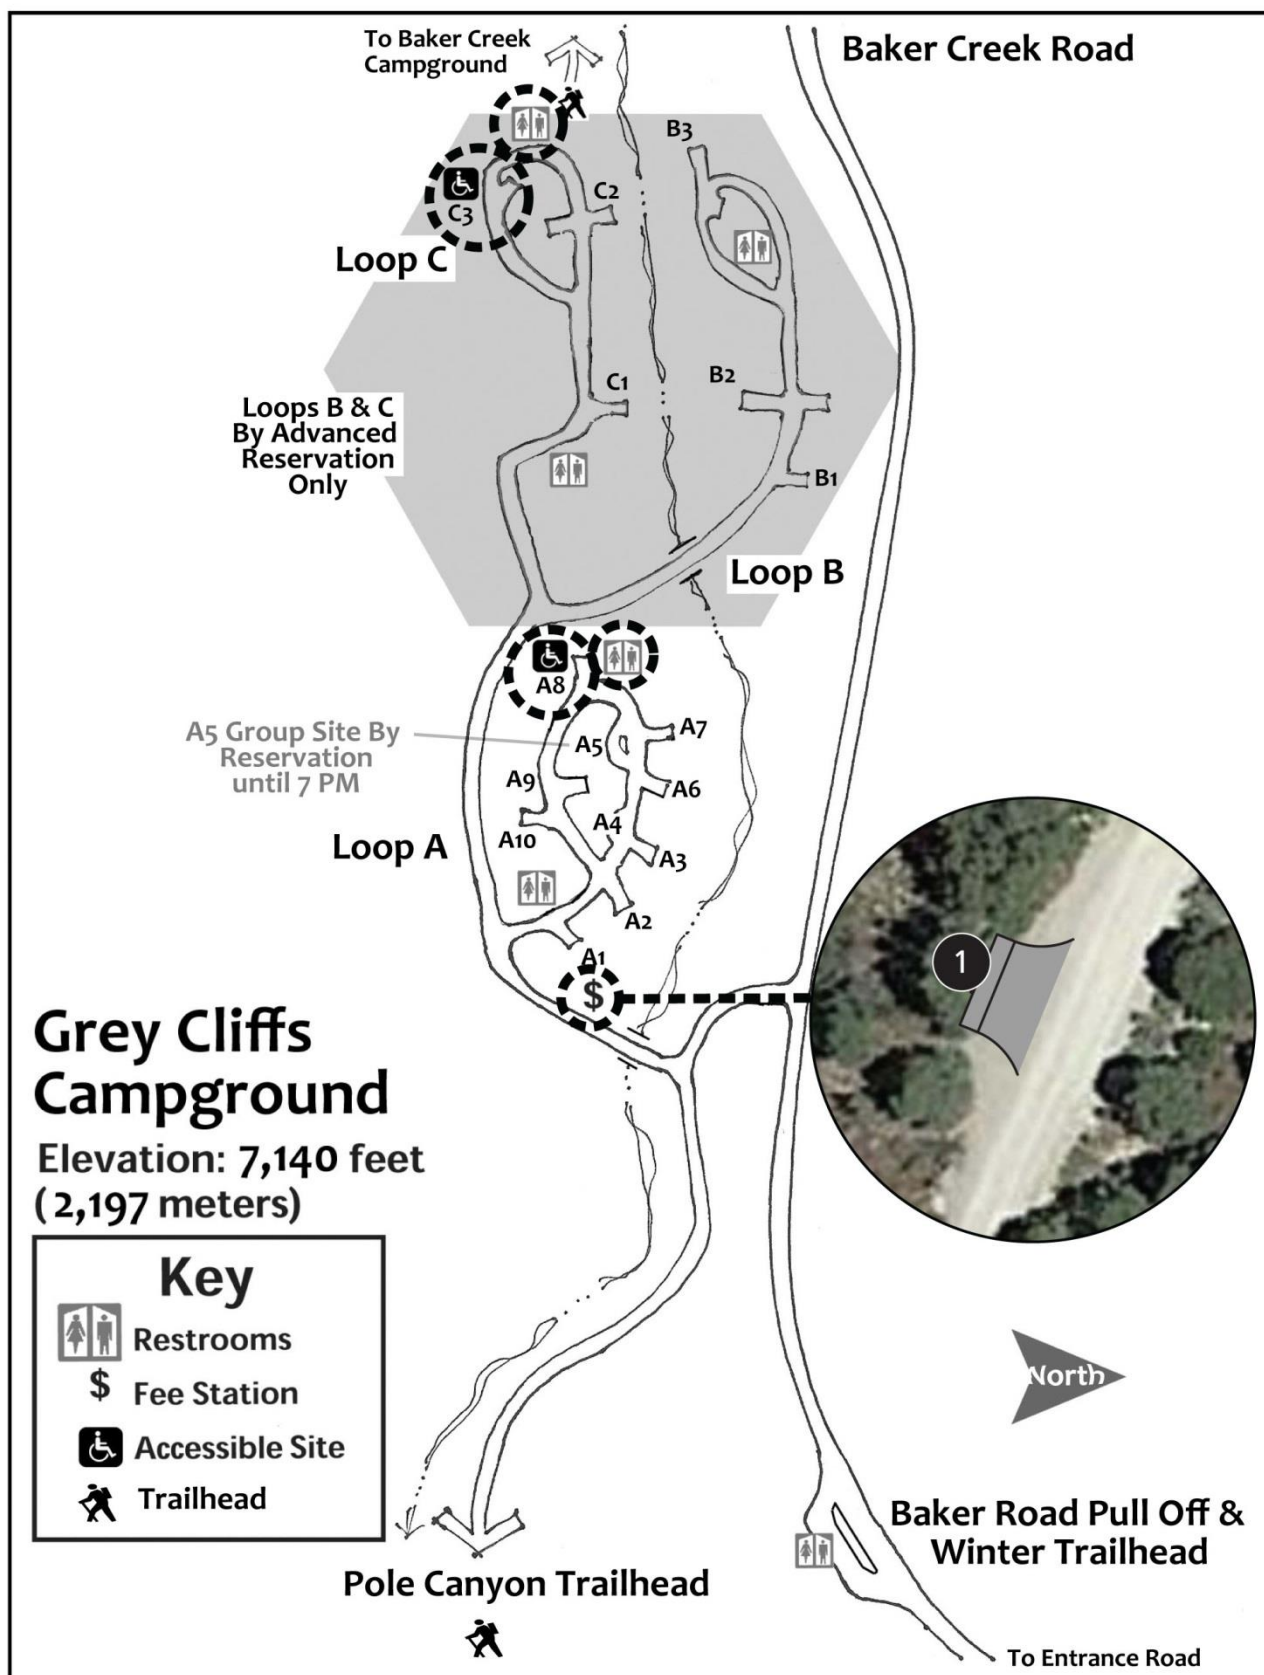 To Baker Creek
Campground
Baker Creek Road
B3
C2
C3
Loop C
C1
B2
Loops B & C
By Advanced
Reservation
Only
B1
Loop B
A8
A5 Group Site By
Reservation
until 7 PM
A7
A5
A9
A6
A4
A10
Loop A
A3
A2
A1
$
1
Grey Cliffs
Campground
Elevation: 7,140 feet
(2,197 meters)
Key
Restrooms
$ Fee Station
Accessible Site
Trailhead
North
Baker Road Pull Off &
Winter Trailhead
Pole Canyon Trailhead
To Entrance Road